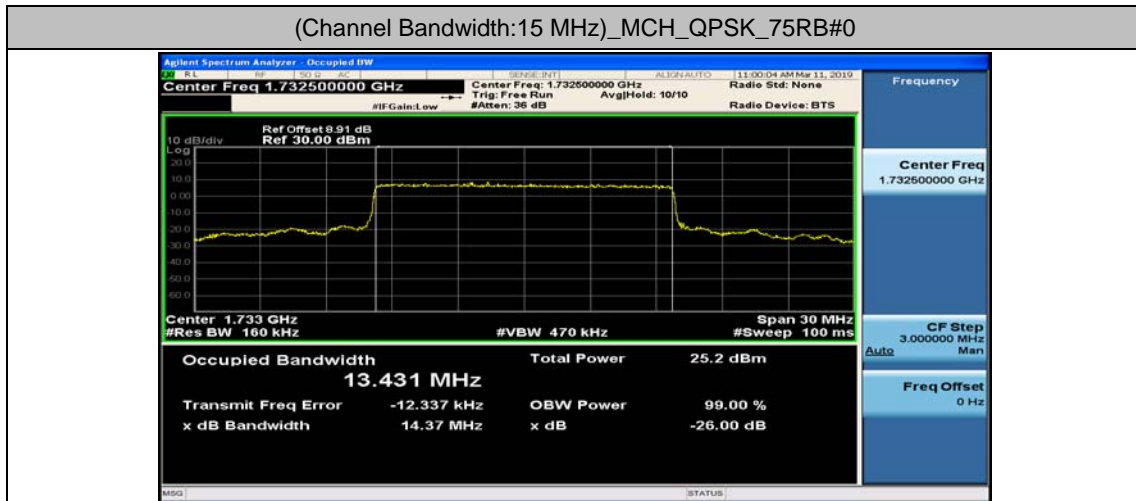 (Channel Bandwidth:15 MHz)_MCH_QPSK_75RB#0
Agilent Spectrum Analyzer - Occupied BW
RL RF 50 Ω AC SENSE:INT ALIGNAUTO 11:00:04 AM Mar 11, 2019
Center Freq 1.732500000 GHz
Center Freq: 1.732500000 GHz
Radio Std: None
Trig: Free Run Avg|Hold: 10/10
#IFGain:Low #Atten: 36 dB Radio Device: BTS
Ref Offset 8.91 dB
10 dB/div Ref 30.00 dBm
Log
20.0
10.0
0.00
-10.0
-20.0
-30.0
-40.0
-50.0
-60.0
Center 1.733 GHz Span 30 MHz
#Res BW 160 kHz #VBW 470 kHz #Sweep 100 ms
Occupied Bandwidth Total Power 25.2 dBm
13.431 MHz
Transmit Freq Error -12.337 kHz OBW Power 99.00 %
x dB Bandwidth 14.37 MHz x dB -26.00 dB
MSG STATUS
Frequency
Center Freq
1.732500000 GHz
CF Step
3.000000 MHz
Auto Man
Freq Offset
0 Hz